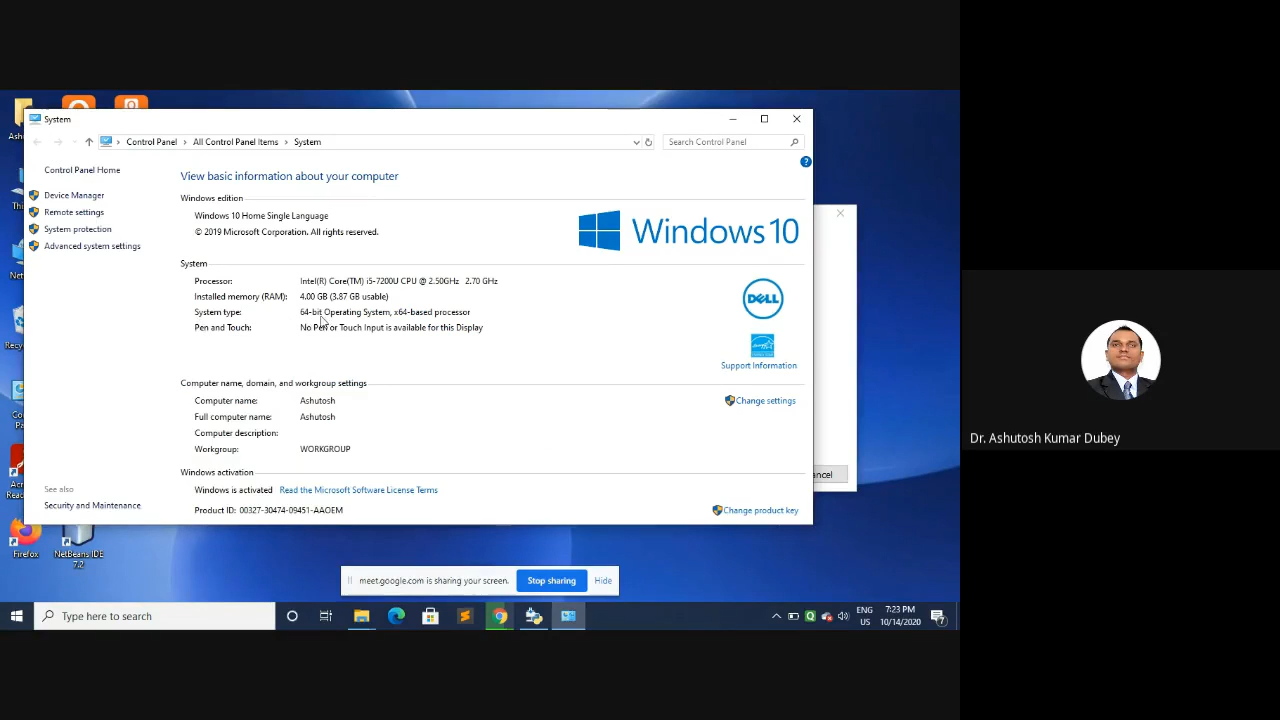 System
Control Panel > All Control Panel Items > System
Search Control Panel
Control Panel Home
Device Manager
Remote settings
System protection
Advanced system settings
View basic information about your computer
Windows edition
Windows 10 Home Single Language
© 2019 Microsoft Corporation. All rights reserved.
Windows 10
System
Processor: Intel(R) Core(TM) i5-7200U CPU @ 2.50GHz 2.70 GHz
Installed memory (RAM): 4.00 GB (3.87 GB usable)
System type: 64-bit Operating System, x64-based processor
Pen and Touch: No Pen or Touch Input is available for this Display
DELL
Support Information
Computer name, domain, and workgroup settings
Computer name: Ashutosh
Full computer name: Ashutosh
Computer description:
Workgroup: WORKGROUP
Change settings
Windows activation
Windows is activated Read the Microsoft Software License Terms
Product ID: 00327-30474-09451-AAOEM
Change product key
See also
Security and Maintenance
ancel
Firefox
NetBeans IDE
7.2
meet.google.com is sharing your screen.
Stop sharing
Hide
Type here to search
ENG
US
7:23 PM
10/14/2020
7
Dr. Ashutosh Kumar Dubey